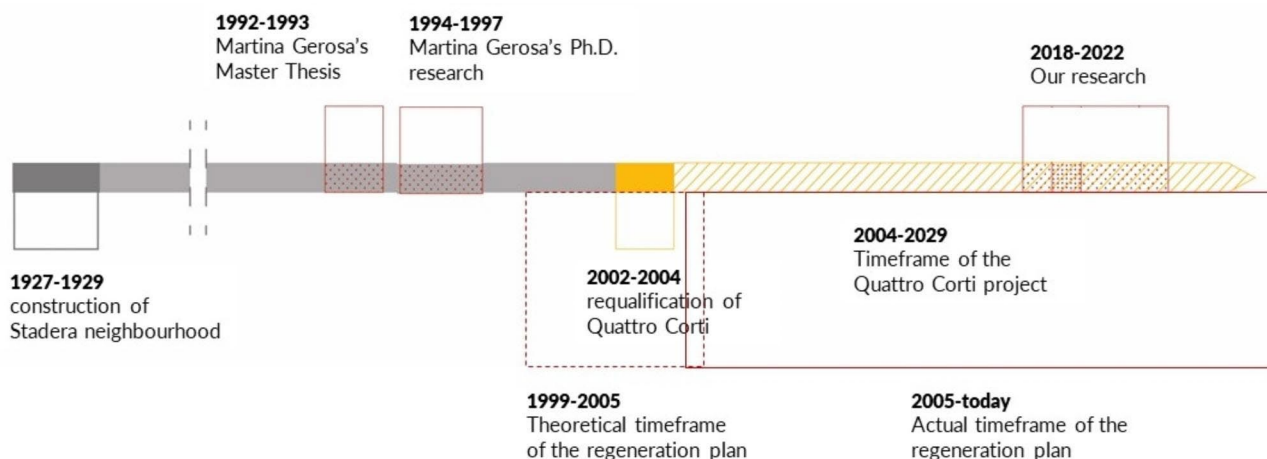 1992-1993
Martina Gerosa's
Master Thesis
1994-1997
Martina Gerosa's Ph.D.
research
2018-2022
Our research
1927-1929
construction of
Stadera neighbourhood
2002-2004
requalification of
Quattro Corti
2004-2029
Timeframe of the
Quattro Corti project
1999-2005
Theoretical timeframe
of the regeneration plan
2005-today
Actual timeframe of the
regeneration plan